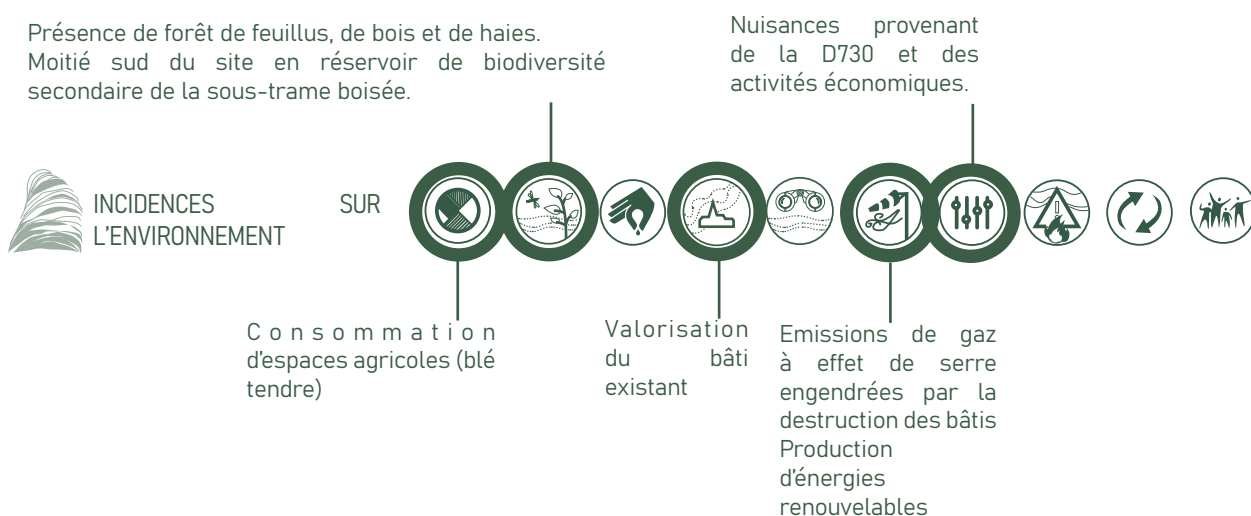 Présence de forêt de feuillus, de bois et de haies.
Moitié sud du site en réservoir de biodiversité
secondaire de la sous-trame boisée.
Nuisances provenant
de la D730 et des
activités économiques.
INCIDENCES SUR
L'ENVIRONNEMENT
Consommation
d'espaces agricoles (blé
tendre)
Valorisation
du bâti
existant
Emissions de gaz
à effet de serre
engendrées par la
destruction des bâtis
Production
d'énergies
renouvelables